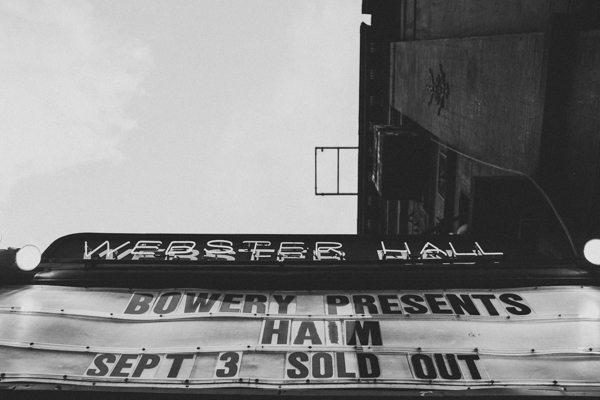 WEBSTER HALL
BOWERY PRESENTS
HAIM
SEPT 3 SOLD OUT